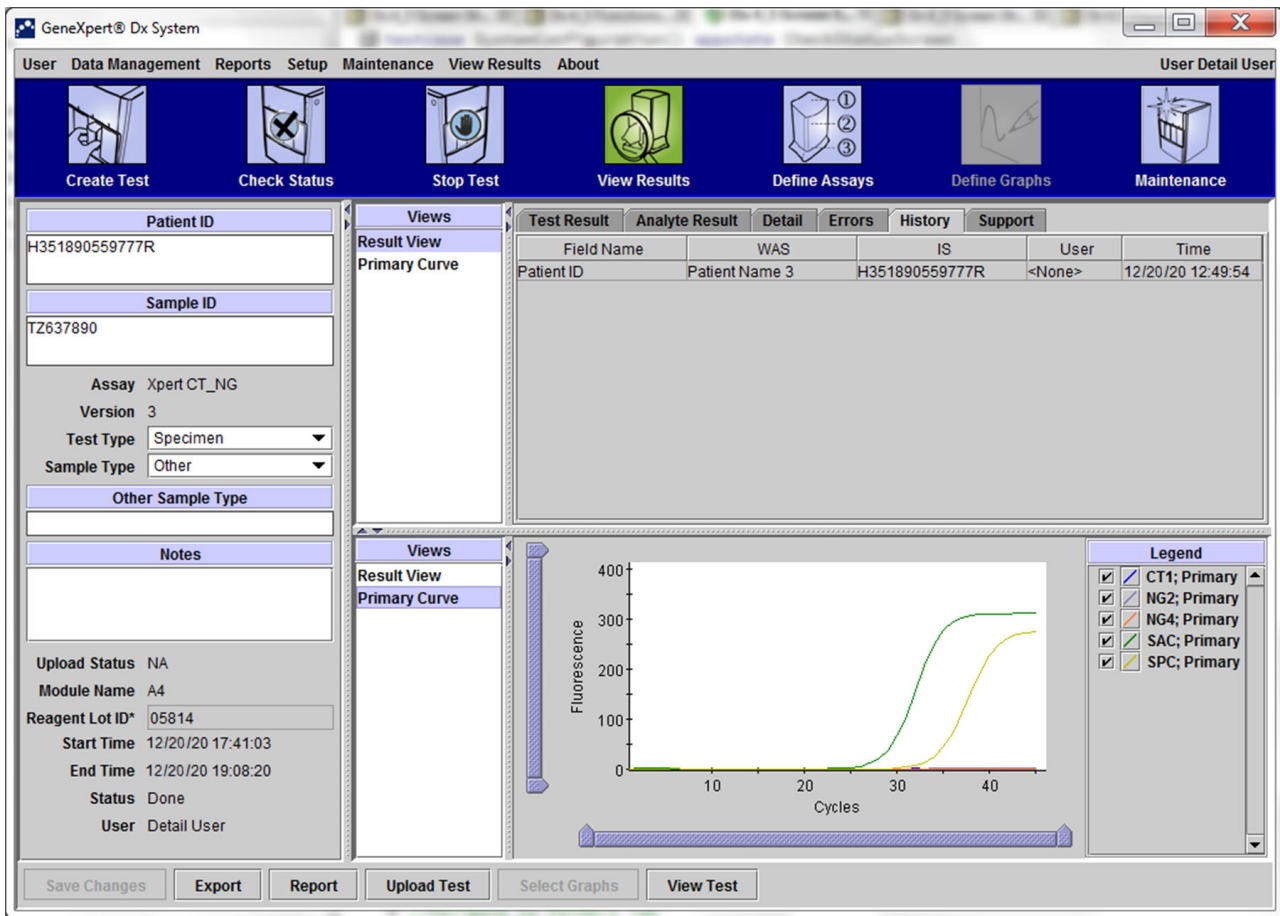 GeneXpert® Dx System
User Data Management Reports Setup Maintenance View Results About User Detail User
Create Test Check Status Stop Test View Results Define Assays Define Graphs Maintenance
① ② ③
Patient ID
H351890559777R
Sample ID
TZ637890
Assay Xpert CT_NG
Version 3
Test Type Specimen
Sample Type Other
Other Sample Type
Notes
Upload Status NA
Module Name A4
Reagent Lot ID* 05814
Start Time 12/20/20 17:41:03
End Time 12/20/20 19:08:20
Status Done
User Detail User
Views
Result View
Primary Curve
Test Result Analyte Result Detail Errors History Support
Field Name WAS IS User Time
Patient ID Patient Name 3 H351890559777R <None> 12/20/20 12:49:54
Views
Result View
Primary Curve
Fluorescence
400
300
200
100
0
10 20 30 40
Cycles
Legend
CT1; Primary
NG2; Primary
NG4; Primary
SAC; Primary
SPC; Primary
Save Changes Export Report Upload Test Select Graphs View Test